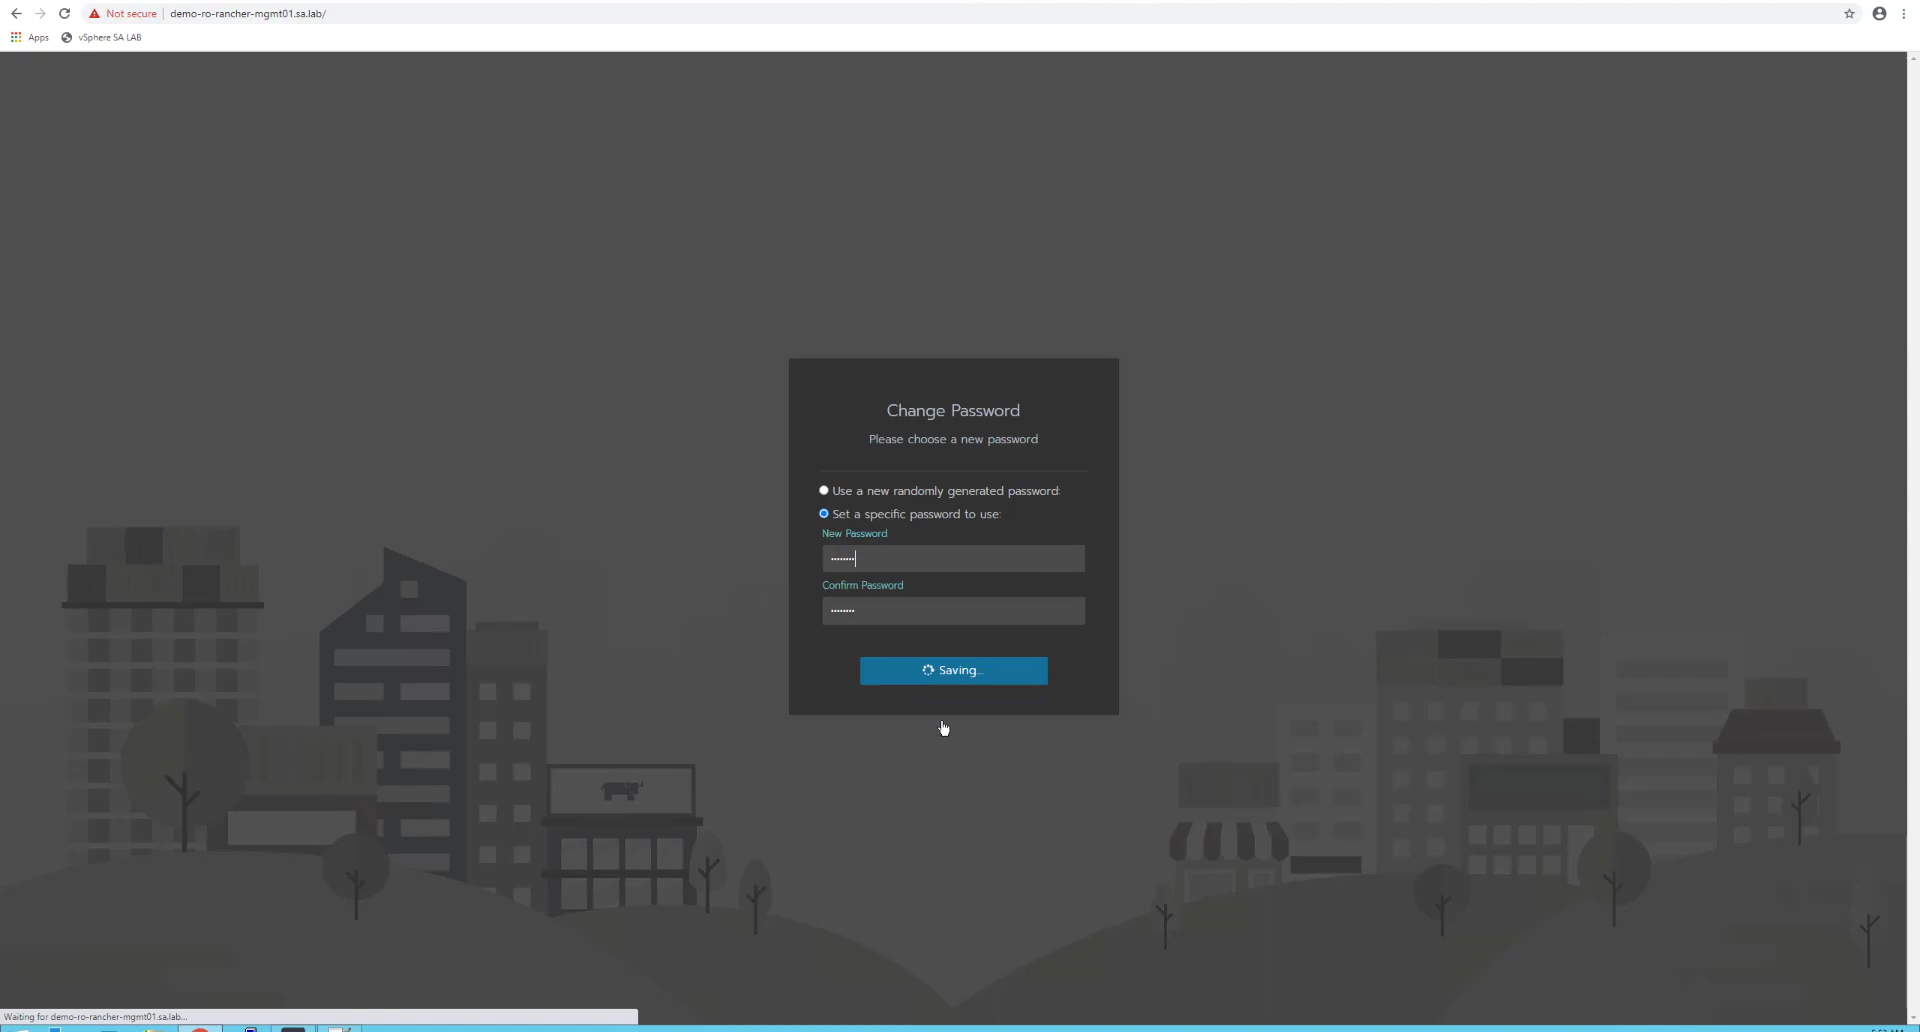 Not secure
demo-ro-rancher-mgmt01.sa.lab/
Apps
vSphere SA LAB
Change Password
Please choose a new password
Use a new randomly generated password:
Set a specific password to use:
New Password
••••••••
Confirm Password
••••••••
Saving...
Waiting for demo-ro-rancher-mgmt01.sa.lab...